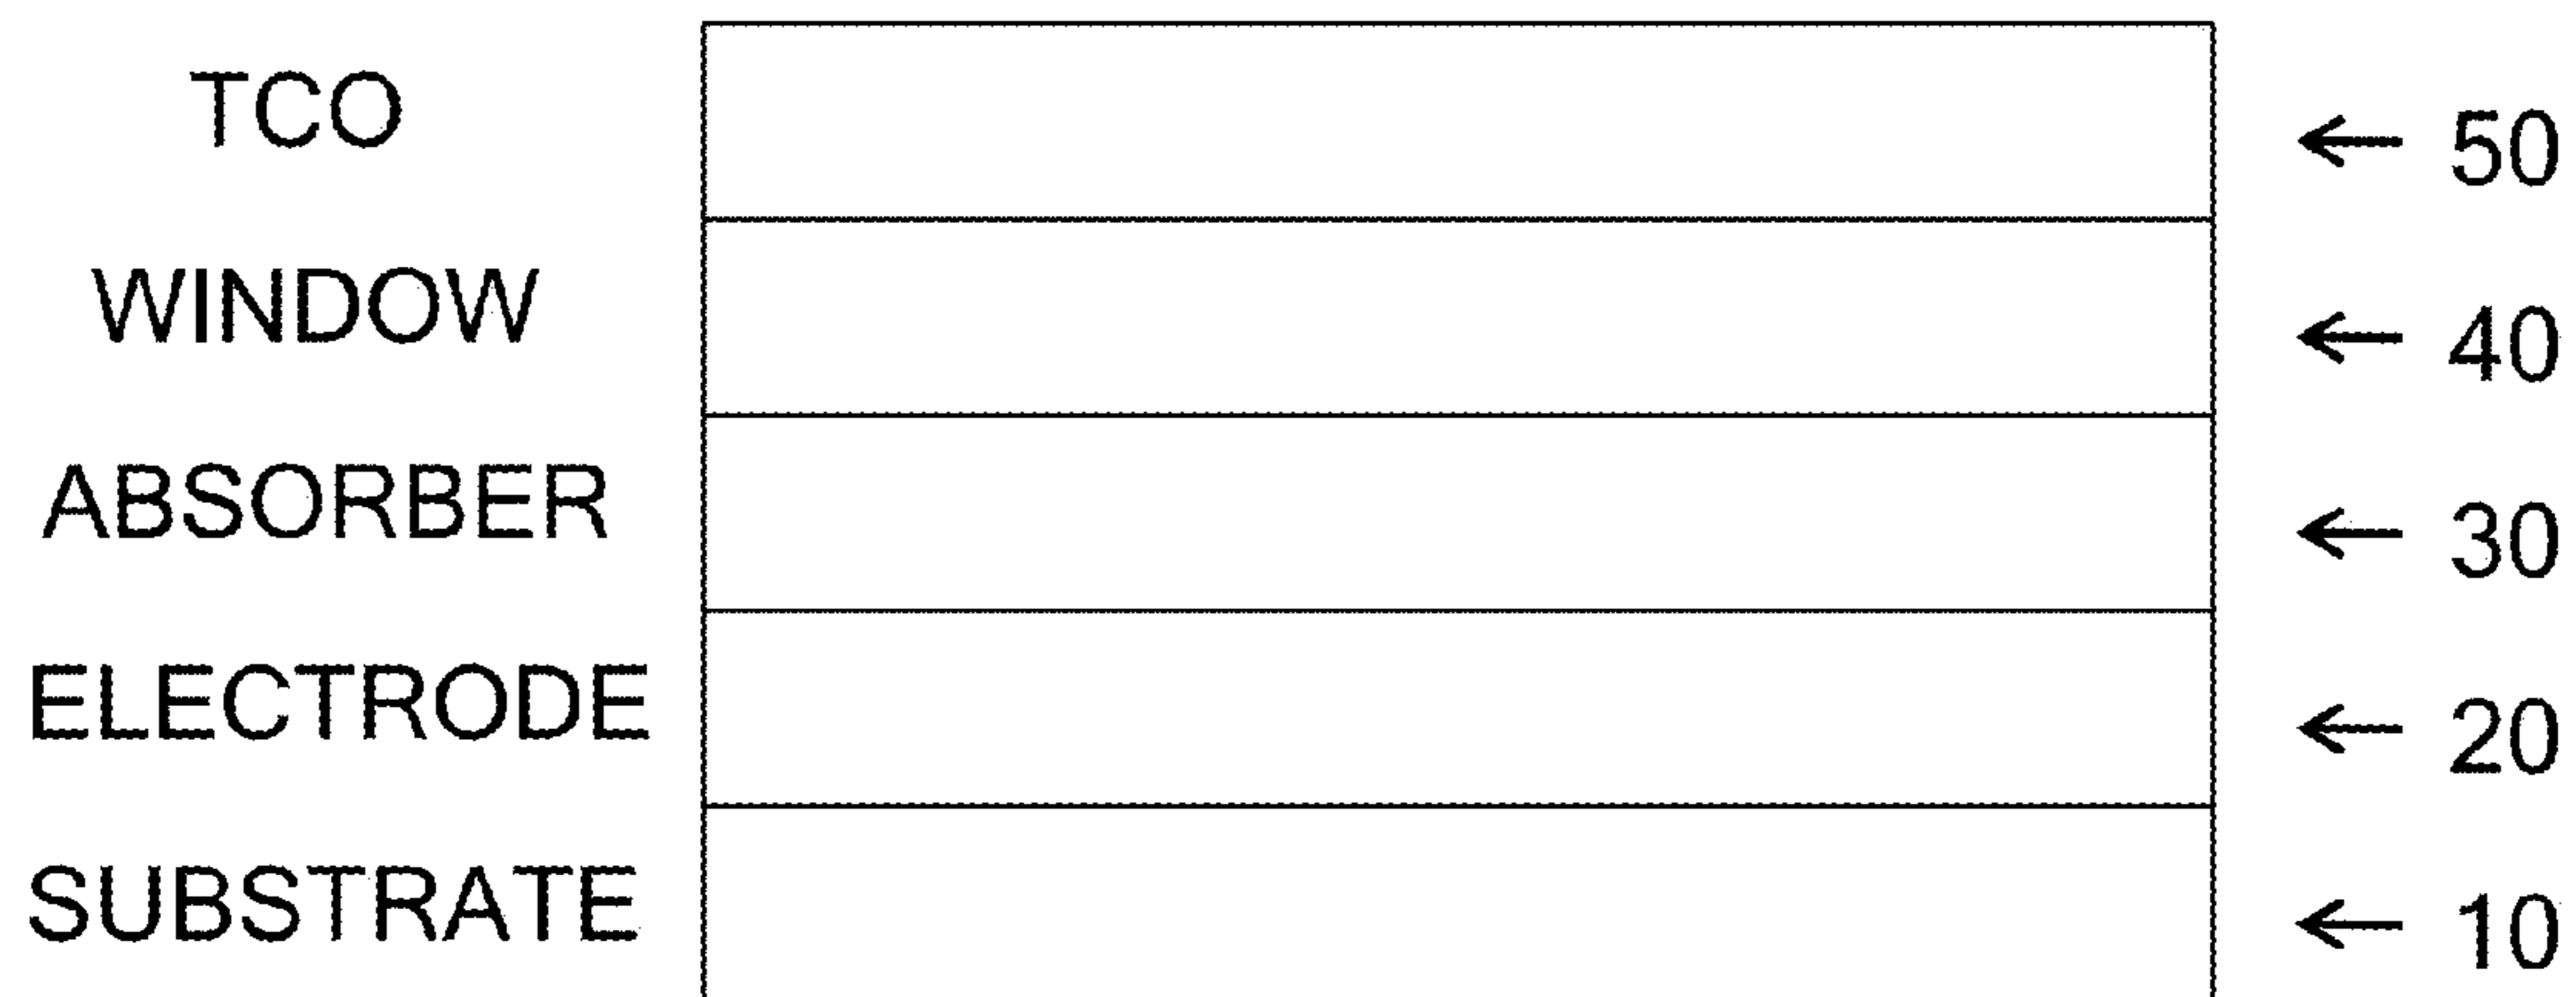 TCO ← 50
WINDOW ← 40
ABSORBER ← 30
ELECTRODE ← 20
SUBSTRATE ← 10